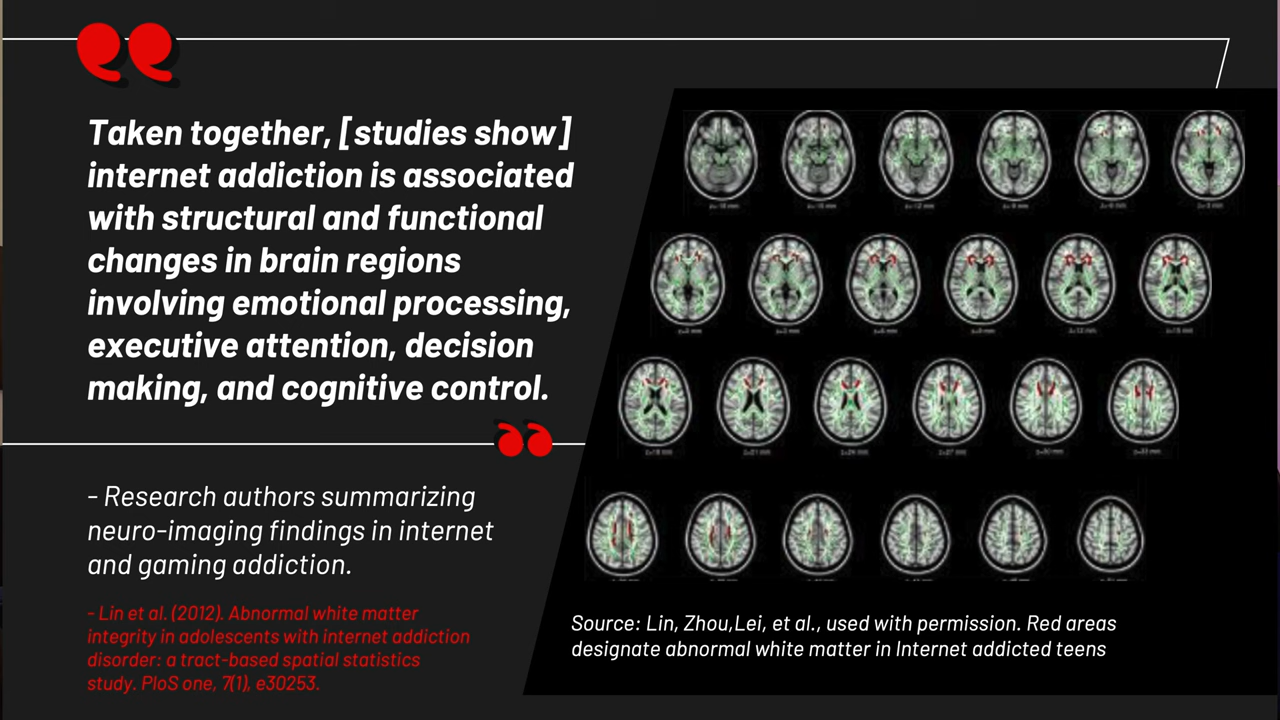 Taken together, [studies show]
internet addiction is associated
with structural and functional
changes in brain regions
involving emotional processing,
executive attention, decision
making, and cognitive control.
- Research authors summarizing
neuro-imaging findings in internet
and gaming addiction.
- Lin et al. (2012). Abnormal white matter
integrity in adolescents with internet addiction
disorder: a tract-based spatial statistics
study. PloS one, 7(1), e30253.
Source: Lin, Zhou,Lei, et al., used with permission. Red areas
designate abnormal white matter in Internet addicted teens